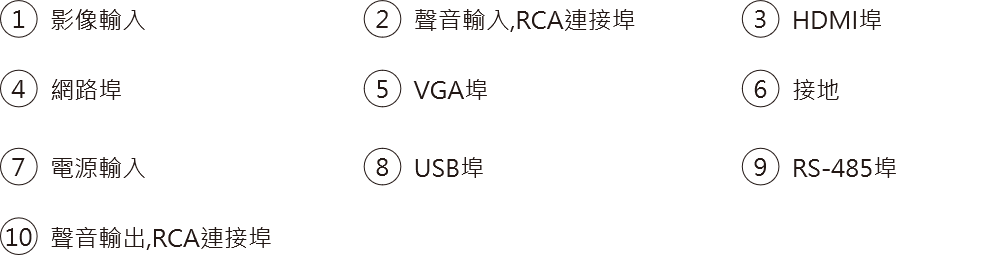 ① 影像輸入 ② 聲音輸入,RCA連接埠 ③ HDMI埠
④ 網路埠 ⑤ VGA埠 ⑥ 接地
⑦ 電源輸入 ⑧ USB埠 ⑨ RS-485埠
⑩ 聲音輸出,RCA連接埠